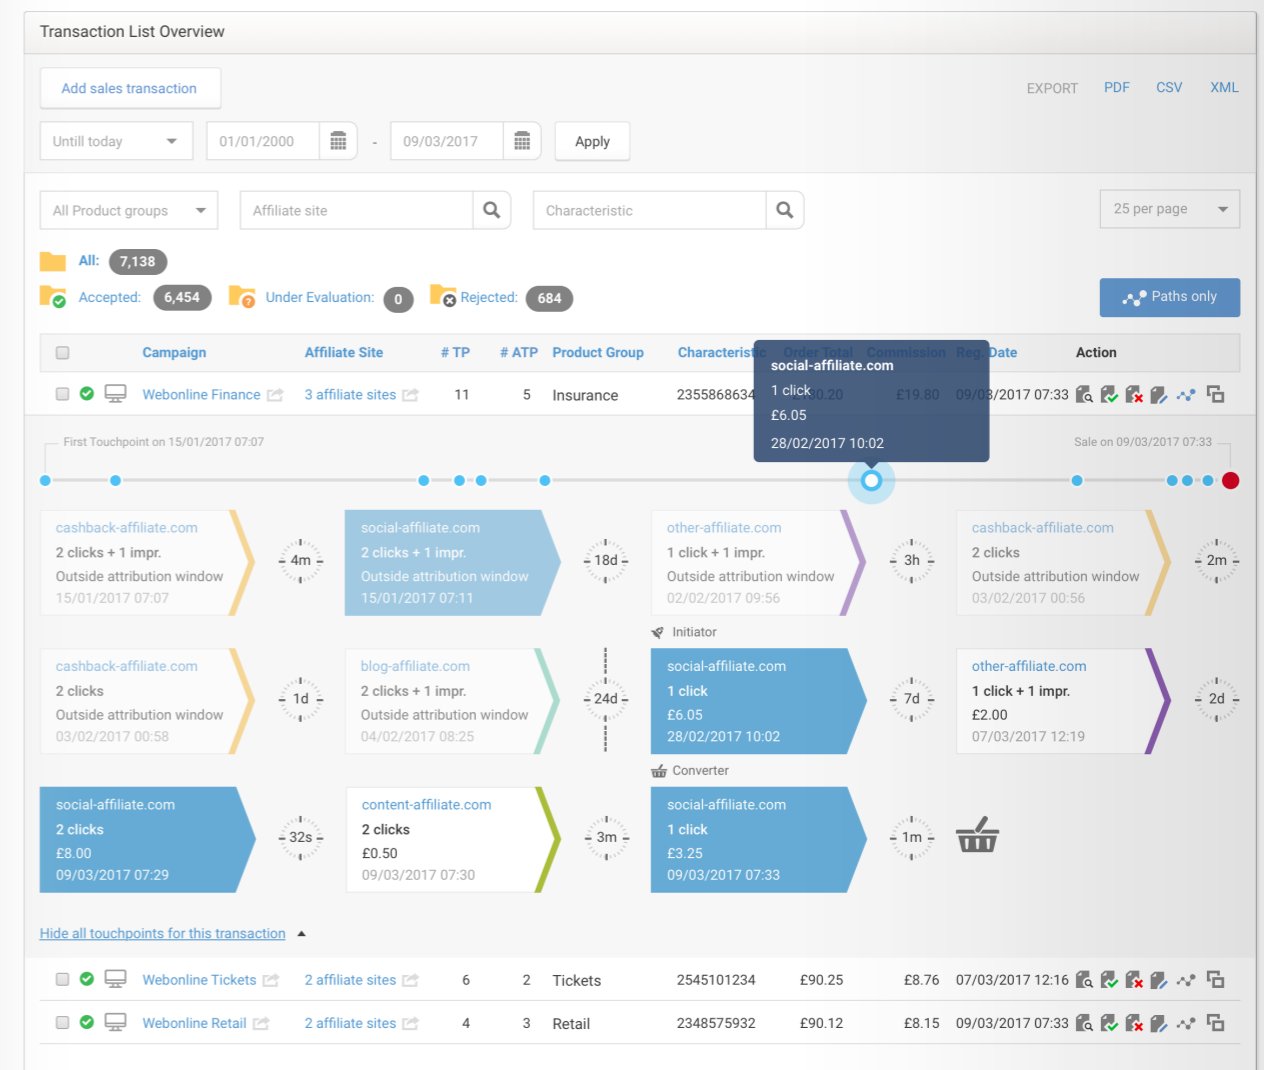 Transaction List Overview
Add sales transaction
EXPORT PDF CSV XML
Untill today 01/01/2000 - 09/03/2017 Apply
All Product groups Affiliate site Characteristic 25 per page
All: 7,138
Accepted: 6,454 Under Evaluation: 0 Rejected: 684
Paths only
Campaign Affiliate Site # TP # ATP Product Group Characteristic Order Total Commission Reg. Date Action
Webonline Finance 3 affiliate sites 11 5 Insurance 2355868634 £19.80 09/03/2017 07:33
social-affiliate.com
1 click
£6.05
28/02/2017 10:02
First Touchpoint on 15/01/2017 07:07
Sale on 09/03/2017 07:33
cashback-affiliate.com
2 clicks + 1 impr.
Outside attribution window
15/01/2017 07:07
4m
social-affiliate.com
2 clicks + 1 impr.
Outside attribution window
15/01/2017 07:11
18d
other-affiliate.com
1 click + 1 impr.
Outside attribution window
02/02/2017 09:56
3h
cashback-affiliate.com
2 clicks
Outside attribution window
03/02/2017 00:56
2m
cashback-affiliate.com
2 clicks
Outside attribution window
03/02/2017 00:58
1d
blog-affiliate.com
2 clicks + 1 impr.
Outside attribution window
04/02/2017 08:25
24d
Initiator
social-affiliate.com
1 click
£6.05
28/02/2017 10:02
7d
other-affiliate.com
1 click + 1 impr.
£2.00
07/03/2017 12:19
2d
social-affiliate.com
2 clicks
£8.00
09/03/2017 07:29
32s
content-affiliate.com
2 clicks
£0.50
09/03/2017 07:30
3m
Converter
social-affiliate.com
1 click
£3.25
09/03/2017 07:33
1m
Hide all touchpoints for this transaction
Webonline Tickets 2 affiliate sites 6 2 Tickets 2545101234 £90.25 £8.76 07/03/2017 12:16
Webonline Retail 2 affiliate sites 4 3 Retail 2348575932 £90.12 £8.15 09/03/2017 07:33